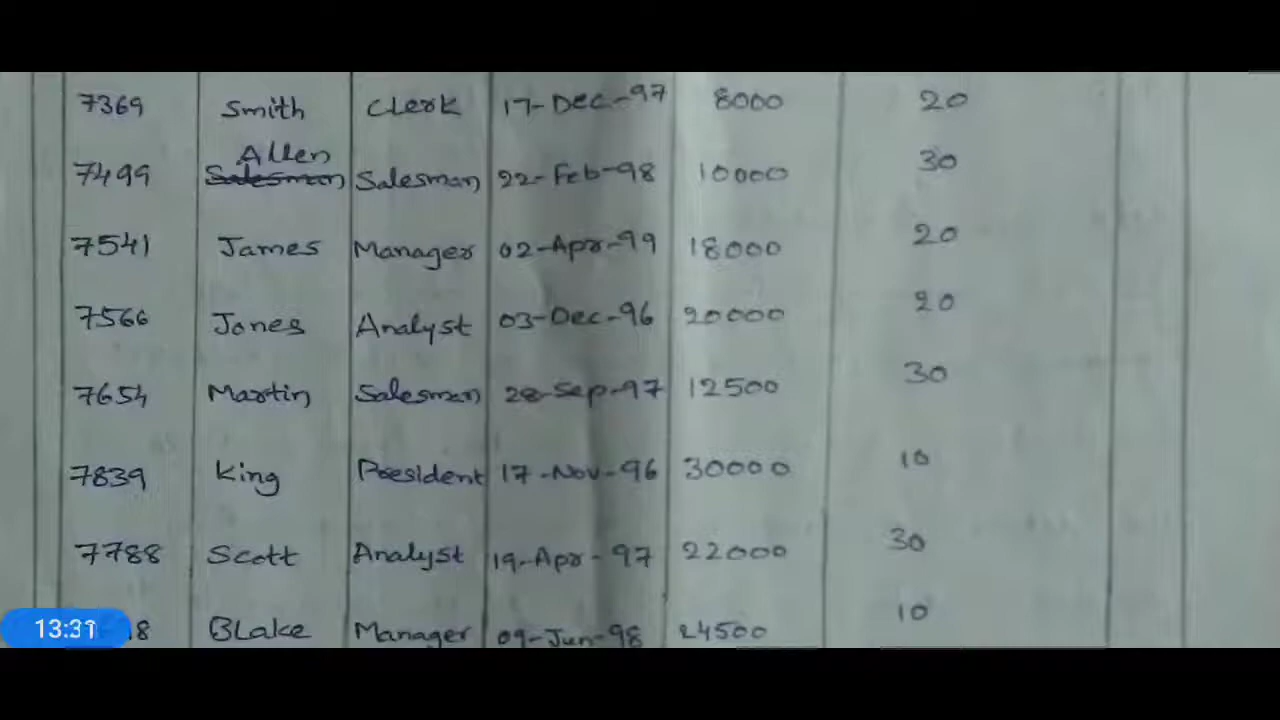 7369 Smith Clerk 17-Dec-97 8000 20
Allen
7499 Salesman Salesman 22-Feb-98 10000 30
7541 James Manager 02-Apr-99 18000 20
7566 Jones Analyst 03-Dec-96 20000 20
7654 Martin Salesman 28-Sep-97 12500 30
7839 King President 17-Nov-96 30000 10
7788 Scott Analyst 19-Apr-97 22000 30
13:31 Blake Manager 09-Jun-98 24500 10